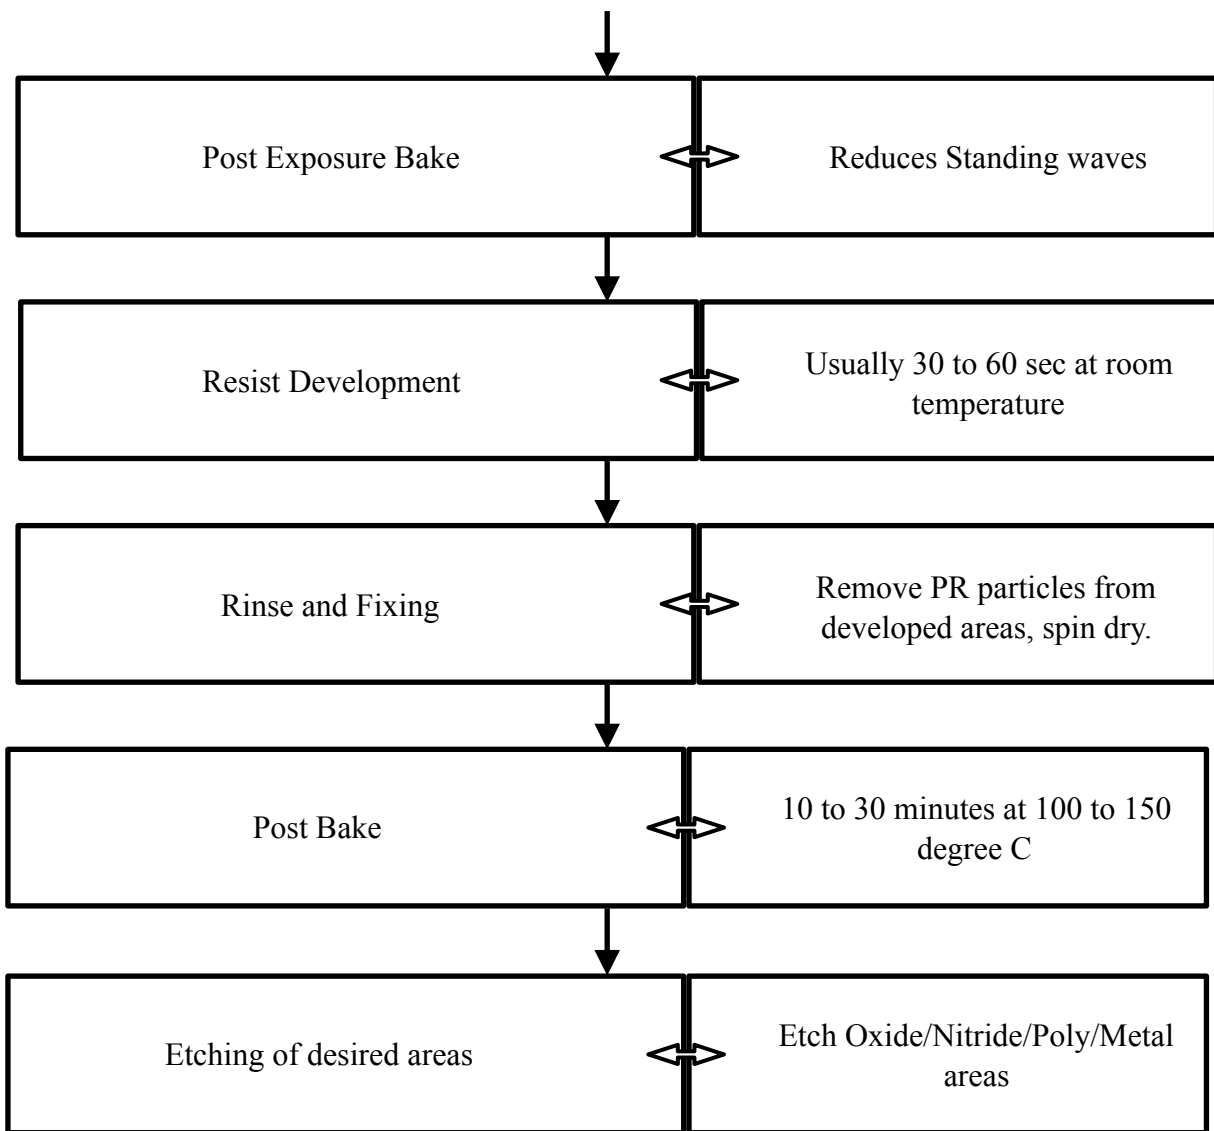 Post Exposure Bake
Reduces Standing waves
Resist Development
Usually 30 to 60 sec at room
temperature
Rinse and Fixing
Remove PR particles from
developed areas, spin dry.
Post Bake
10 to 30 minutes at 100 to 150
degree C
Etching of desired areas
Etch Oxide/Nitride/Poly/Metal
areas